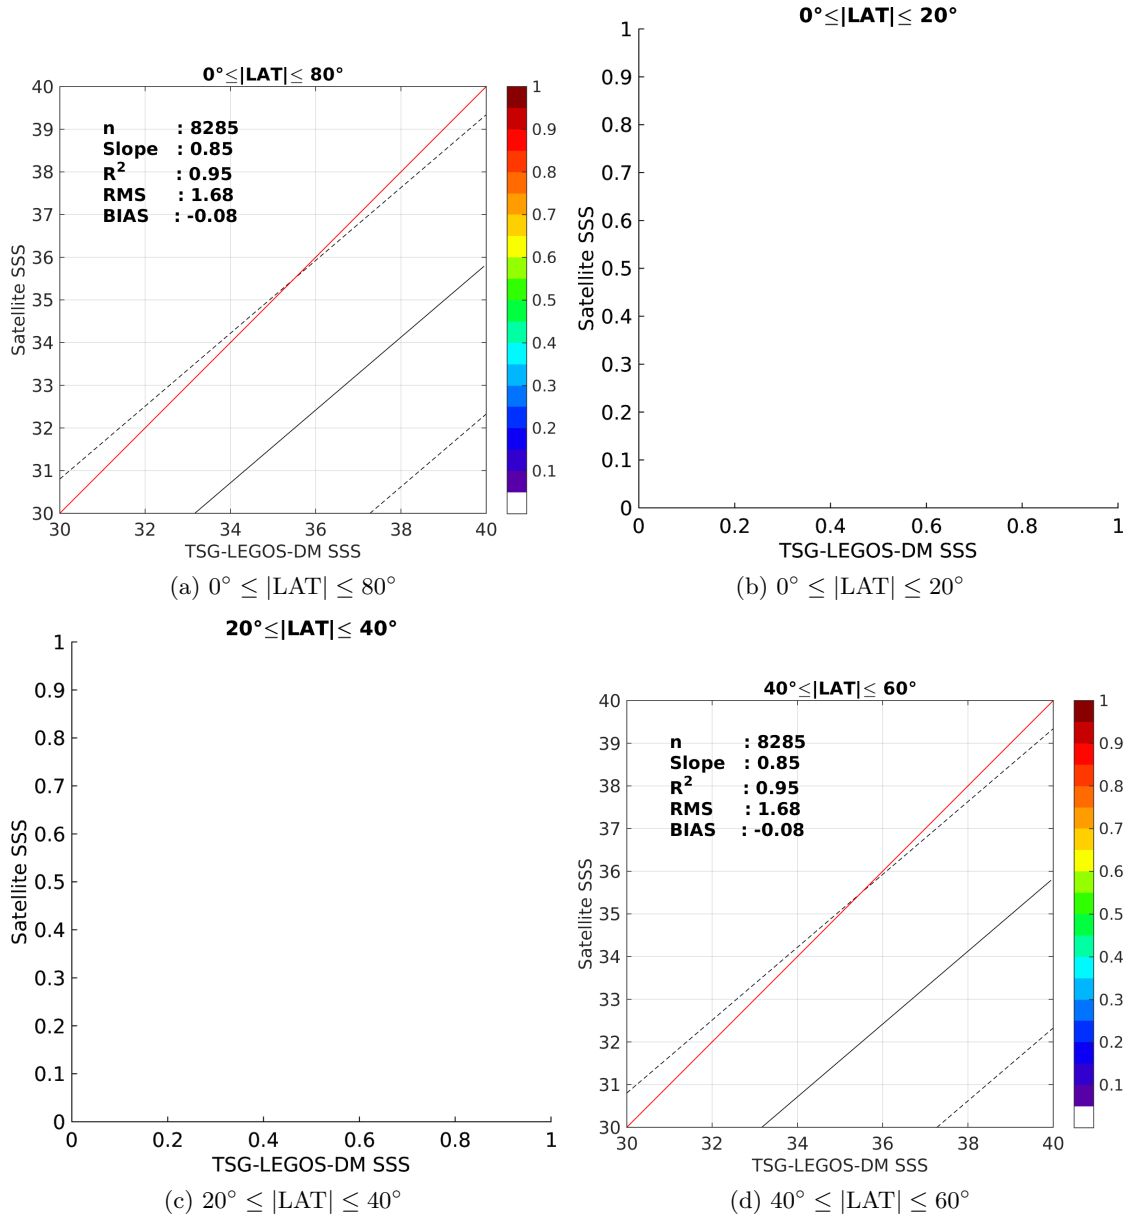 0°≤|LAT|≤ 80°
40
39
38
37
36
35
34
33
32
31
30
30 32 34 36 38 40
n : 8285
Slope : 0.85
R² : 0.95
RMS : 1.68
BIAS : -0.08
Satellite SSS
TSG-LEGOS-DM SSS
1
0.9
0.8
0.7
0.6
0.5
0.4
0.3
0.2
0.1
(a) 0° ≤ |LAT| ≤ 80°
0°≤|LAT|≤ 20°
1
0.9
0.8
0.7
0.6
0.5
0.4
0.3
0.2
0.1
0
0 0.2 0.4 0.6 0.8 1
Satellite SSS
TSG-LEGOS-DM SSS
(b) 0° ≤ |LAT| ≤ 20°
20°≤|LAT|≤ 40°
1
0.9
0.8
0.7
0.6
0.5
0.4
0.3
0.2
0.1
0
0 0.2 0.4 0.6 0.8 1
Satellite SSS
TSG-LEGOS-DM SSS
(c) 20° ≤ |LAT| ≤ 40°
40°≤|LAT|≤ 60°
40
39
38
37
36
35
34
33
32
31
30
30 32 34 36 38 40
n : 8285
Slope : 0.85
R² : 0.95
RMS : 1.68
BIAS : -0.08
Satellite SSS
TSG-LEGOS-DM SSS
1
0.9
0.8
0.7
0.6
0.5
0.4
0.3
0.2
0.1
(d) 40° ≤ |LAT| ≤ 60°